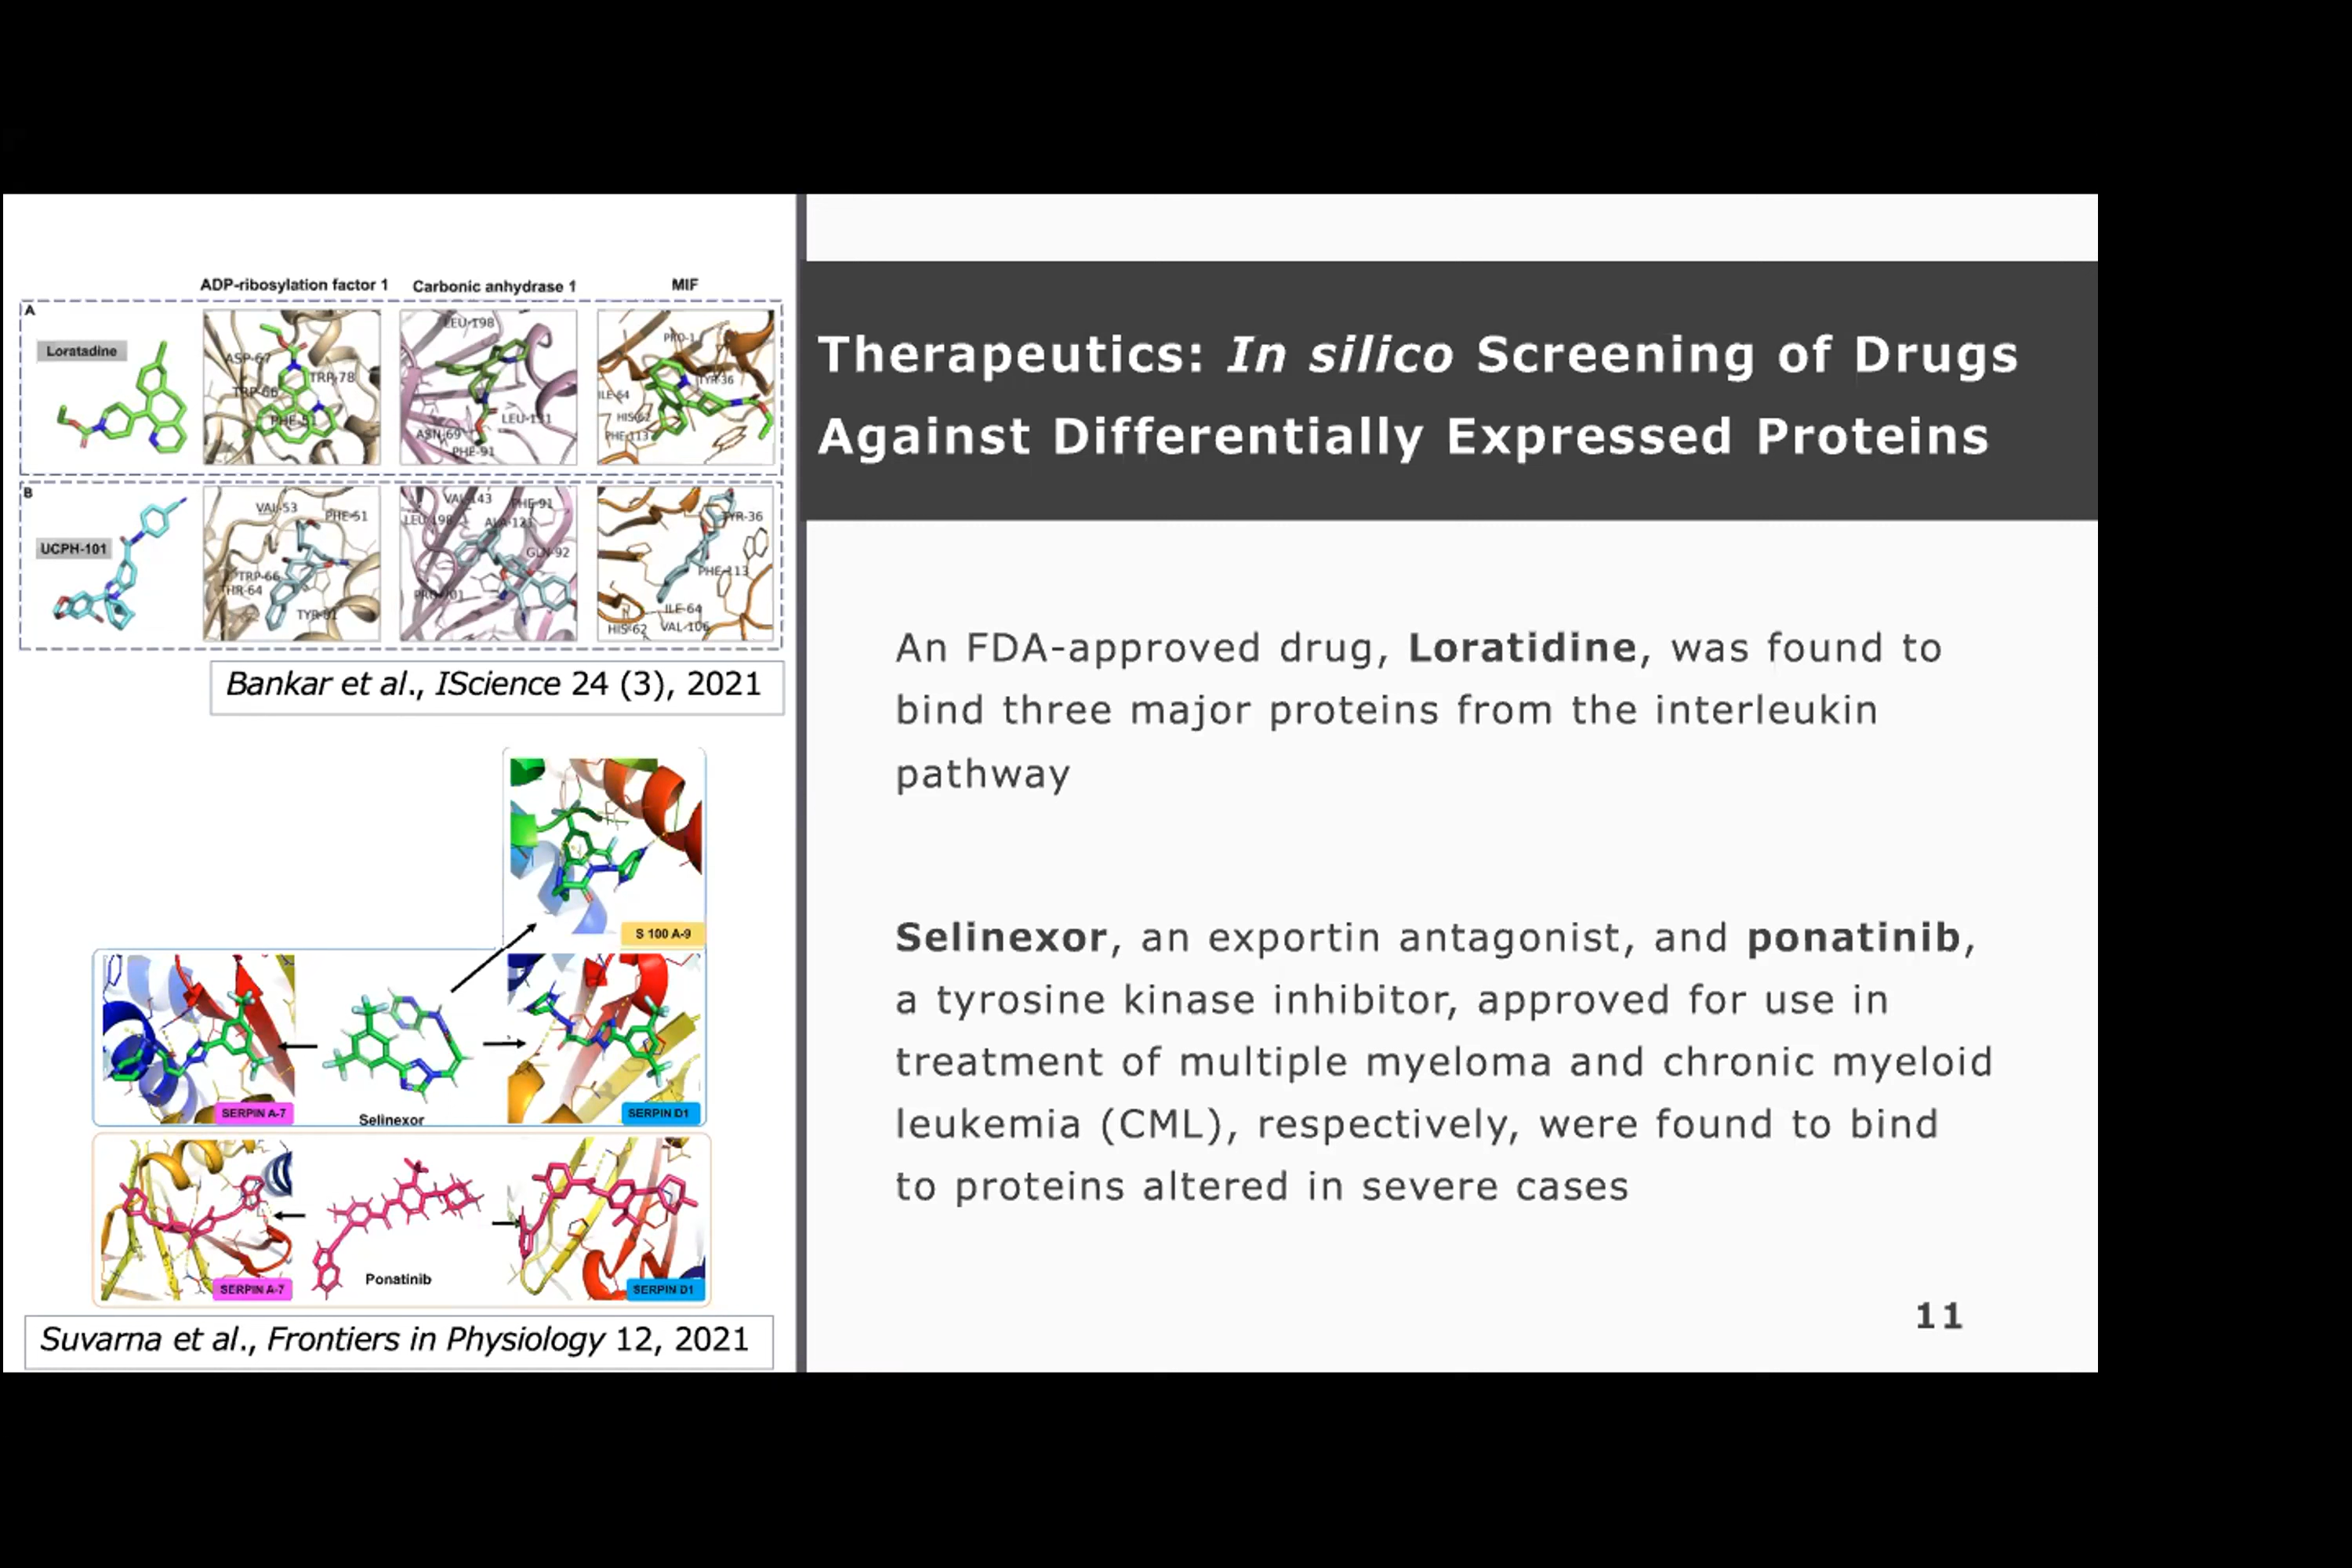 ADP-ribosylation factor 1
Carbonic anhydrase 1
MIF
A
Loratadine
ASP-67
TRP-78
TRP-66
PHE-51
LEU-198
LEU-131
ASN-69
PHE-91
PRO-1
TYR-36
ILE-64
HIS-62
PHE-113
B
UCPH-101
VAL-53
PHE-51
TRP-66
THR-64
TYR-81
VAL-143
PHE-91
LEU-198
ALA-121
GLN-92
TYR-36
PHE-113
ILE-64
HIS-62
VAL-106
Bankar et al., IScience 24 (3), 2021
S 100 A-9
SERPIN A-7
Selinexor
SERPIN D1
SERPIN A-7
Ponatinib
SERPIN D1
Suvarna et al., Frontiers in Physiology 12, 2021
Therapeutics: In silico Screening of Drugs
Against Differentially Expressed Proteins
An FDA-approved drug, Loratidine, was found to
bind three major proteins from the interleukin
pathway
Selinexor, an exportin antagonist, and ponatinib,
a tyrosine kinase inhibitor, approved for use in
treatment of multiple myeloma and chronic myeloid
leukemia (CML), respectively, were found to bind
to proteins altered in severe cases
11